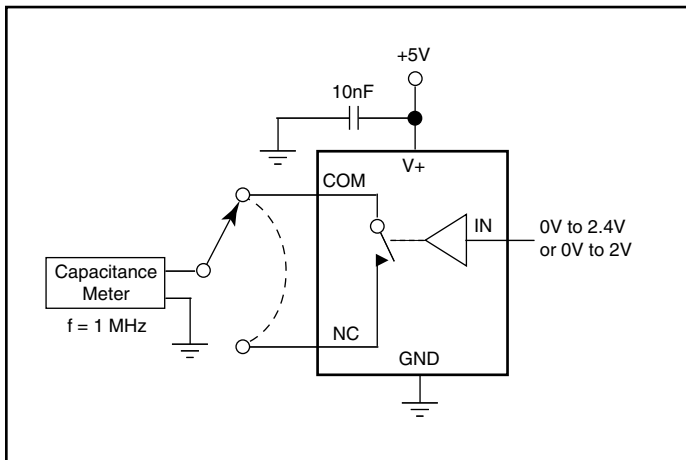 +5V
10nF
V+
COM
IN
0V to 2.4V
or 0V to 2V
Capacitance
Meter
f = 1 MHz
NC
GND